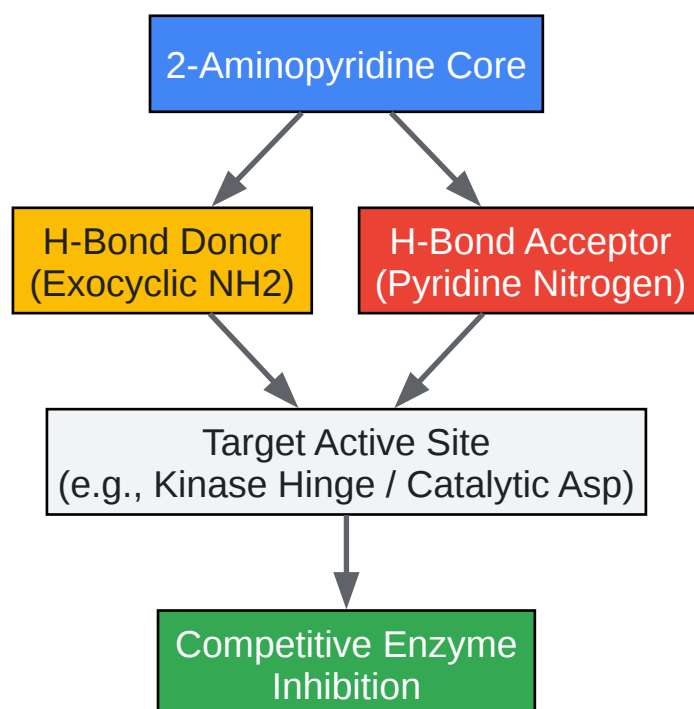 2-Aminopyridine Core
H-Bond Donor
(Exocyclic NH2)
H-Bond Acceptor
(Pyridine Nitrogen)
Target Active Site
(e.g., Kinase Hinge / Catalytic Asp)
Competitive Enzyme
Inhibition